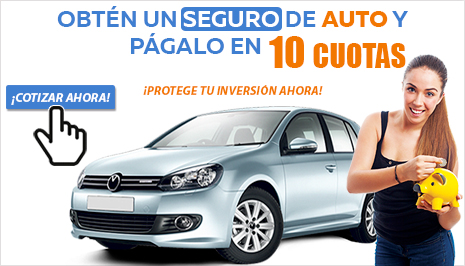 OBTÉN UN SEGURO DE AUTO Y
PÁGALO EN 10 CUOTAS
¡COTIZAR AHORA!
¡PROTEGE TU INVERSIÓN AHORA!